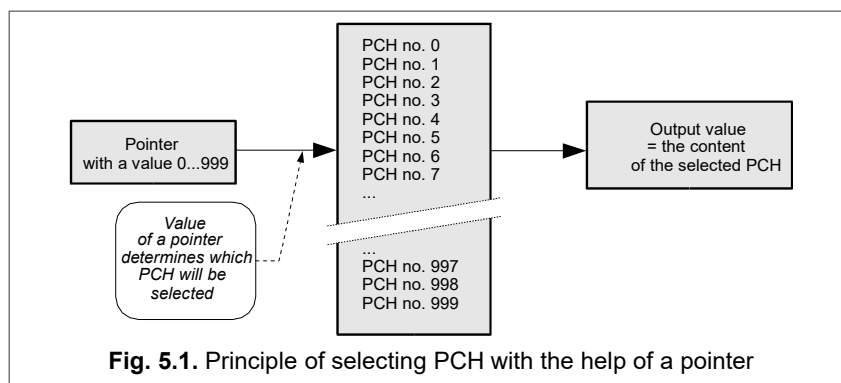 Pointer
with a value 0...999
Value
of a pointer
determines which
PCH will be
selected
PCH no. 0
PCH no. 1
PCH no. 2
PCH no. 3
PCH no. 4
PCH no. 5
PCH no. 6
PCH no. 7
...
...
PCH no. 997
PCH no. 998
PCH no. 999
Output value
= the content
of the selected PCH
Fig. 5.1. Principle of selecting PCH with the help of a pointer